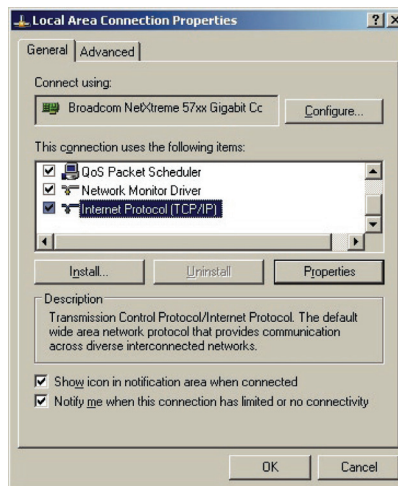 Local Area Connection Properties
General Advanced
Connect using:
Broadcom NetXtreme 57xx Gigabit Cc
Configure...
This connection uses the following items:
QoS Packet Scheduler
Network Monitor Driver
Internet Protocol (TCP/IP)
Install... Uninstall Properties
Description
Transmission Control Protocol/Internet Protocol. The default
wide area network protocol that provides communication
across diverse interconnected networks.
Show icon in notification area when connected
Notify me when this connection has limited or no connectivity
OK Cancel